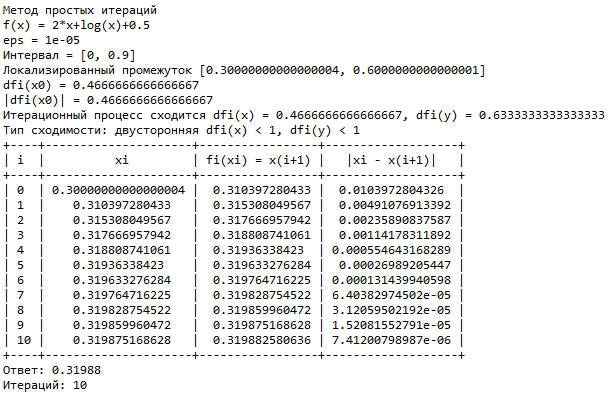 Метод простых итераций
f(x) = 2*x+log(x)+0.5
eps = 1e-05
Интервал = [0, 0.9]
Локализированный промежуток [0.30000000000000004, 0.6000000000000001]
dfi(x0) = 0.4666666666666667
|dfi(x0)| = 0.4666666666666667
Итерационный процесс сходится dfi(x) = 0.4666666666666667, dfi(y) = 0.6333333333333333
Тип сходимости: двусторонняя dfi(x) < 1, dfi(y) < 1
| i | xi | fi(xi) = x(i+1) | |xi - x(i+1)| |
| 0 | 0.30000000000000004 | 0.310397280433 | 0.0103972804326 |
| 1 | 0.310397280433 | 0.315308049567 | 0.00491076913392 |
| 2 | 0.315308049567 | 0.317666957942 | 0.00235890837587 |
| 3 | 0.317666957942 | 0.318808741061 | 0.00114178311892 |
| 4 | 0.318808741061 | 0.31936338423 | 0.000554643168289 |
| 5 | 0.31936338423 | 0.319633276284 | 0.00026989205447 |
| 6 | 0.319633276284 | 0.319764716225 | 0.000131439940598 |
| 7 | 0.319764716225 | 0.319828754522 | 6.40382974502e-05 |
| 8 | 0.319828754522 | 0.319859960472 | 3.12059502192e-05 |
| 9 | 0.319859960472 | 0.319875168628 | 1.52081552791e-05 |
| 10 | 0.319875168628 | 0.319882580636 | 7.41200798987e-06 |
Ответ: 0.31988
Итераций: 10